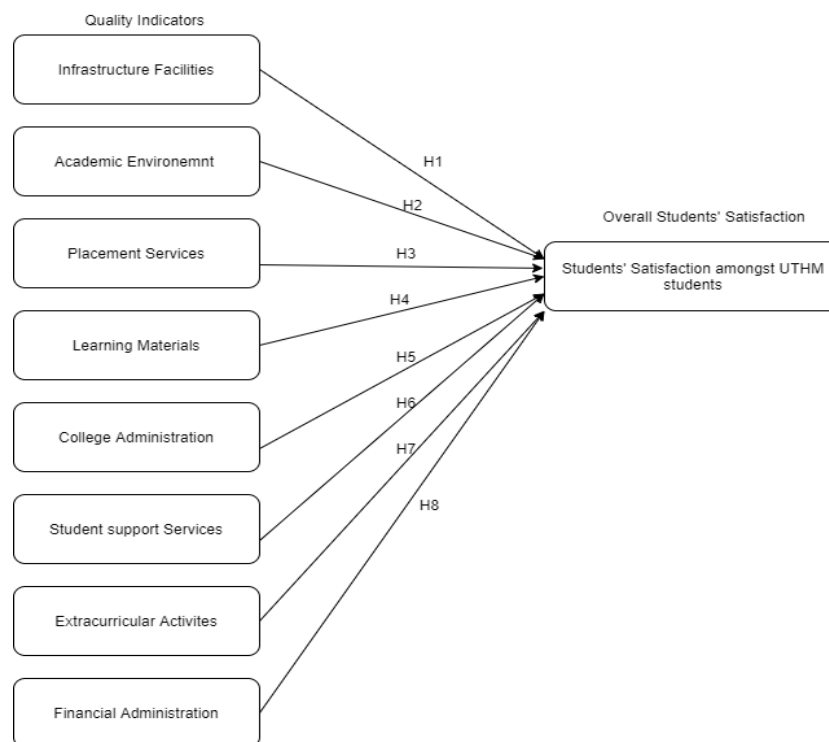 Quality Indicators
Infrastructure Facilities
Academic Environemnt
Placement Services
Learning Materials
College Administration
Student support Services
Extracurricular Activites
Financial Administration
H1
H2
H3
H4
H5
H6
H7
H8
Overall Students' Satisfaction
Students' Satisfaction amongst UTHM
students